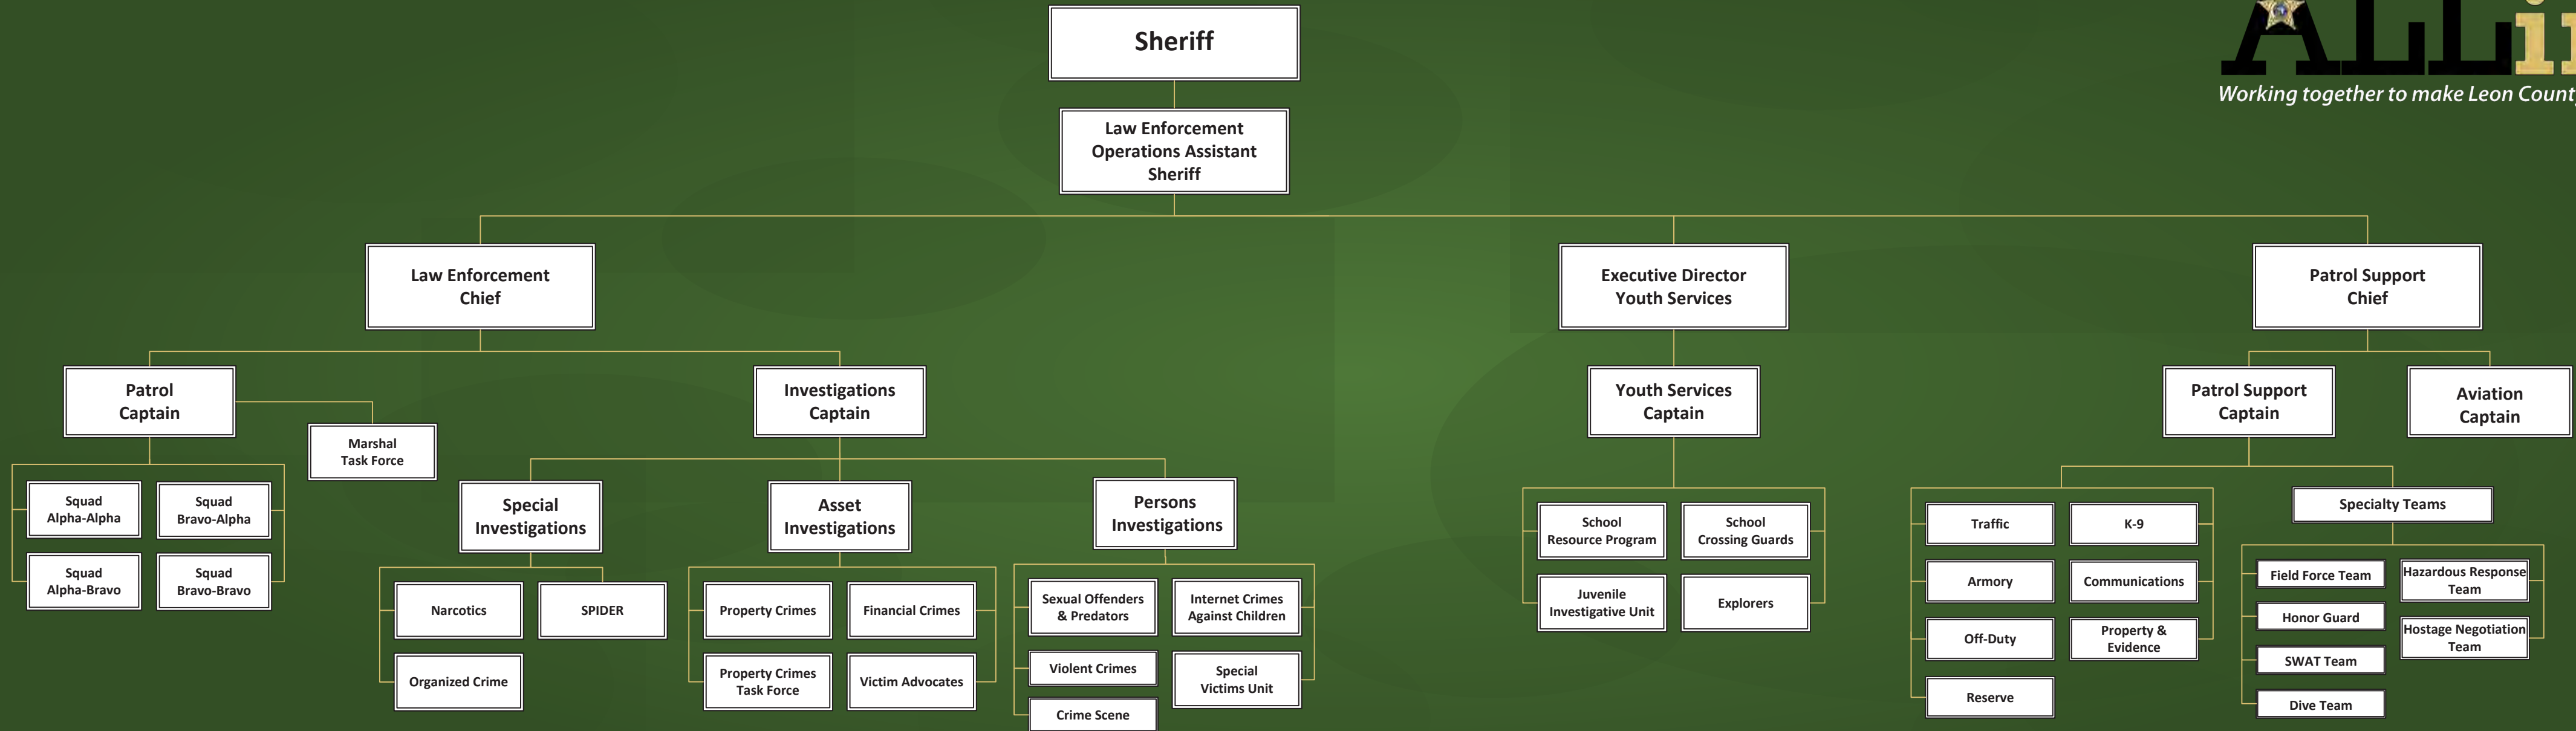 Sheriff
ALLin
Working together to make Leon County
Law Enforcement
Operations Assistant
Sheriff
Law Enforcement
Chief
Executive Director
Youth Services
Patrol Support
Chief
Patrol
Captain
Investigations
Captain
Youth Services
Captain
Patrol Support
Captain
Aviation
Captain
Marshal
Task Force
Squad
Alpha-Alpha
Squad
Bravo-Alpha
Squad
Alpha-Bravo
Squad
Bravo-Bravo
Special
Investigations
Asset
Investigations
Persons
Investigations
Narcotics
SPIDER
Organized Crime
Property Crimes
Financial Crimes
Property Crimes
Task Force
Victim Advocates
Sexual Offenders
& Predators
Internet Crimes
Against Children
Violent Crimes
Special
Victims Unit
Crime Scene
School
Resource Program
School
Crossing Guards
Juvenile
Investigative Unit
Explorers
Traffic
K-9
Armory
Communications
Off-Duty
Property &
Evidence
Reserve
Specialty Teams
Field Force Team
Hazardous Response
Team
Honor Guard
Hostage Negotiation
Team
SWAT Team
Dive Team